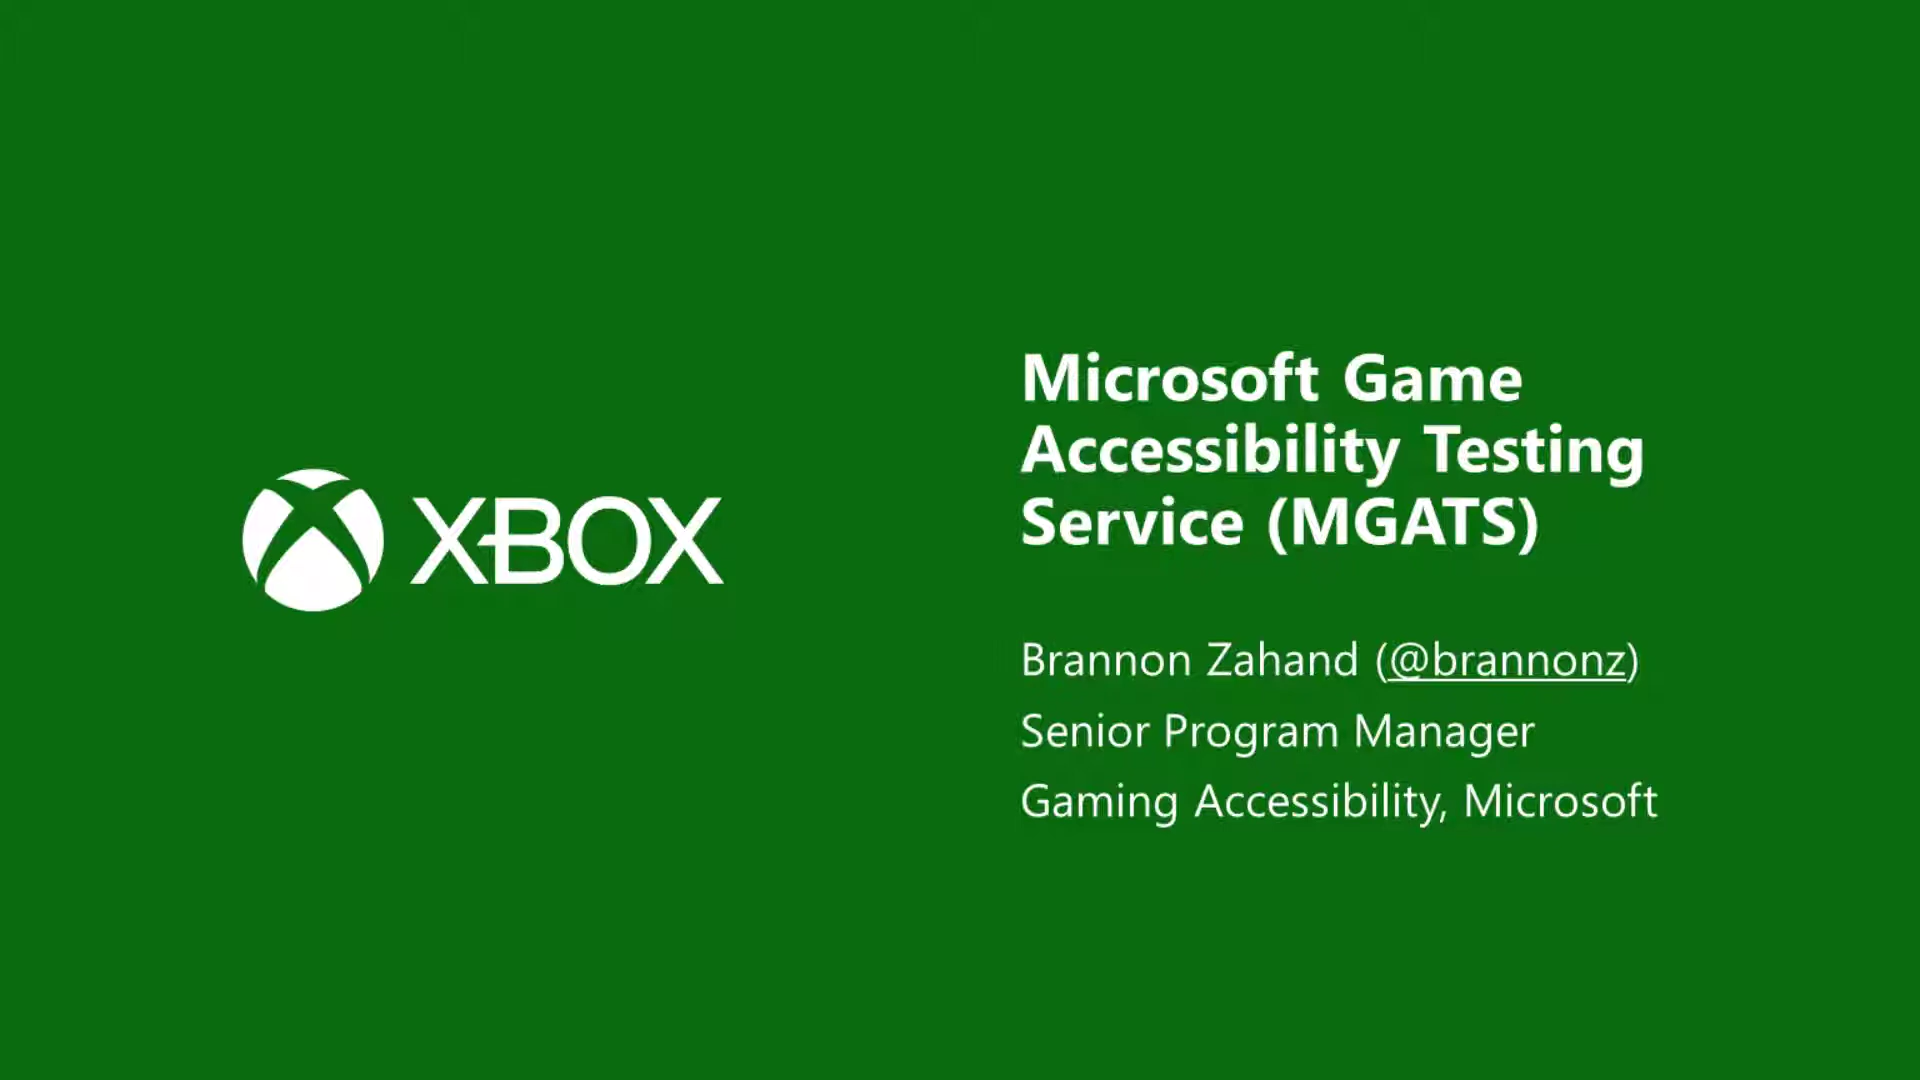 XBOX
Microsoft Game
Accessibility Testing
Service (MGATS)
Brannon Zahand (@brannonz)
Senior Program Manager
Gaming Accessibility, Microsoft